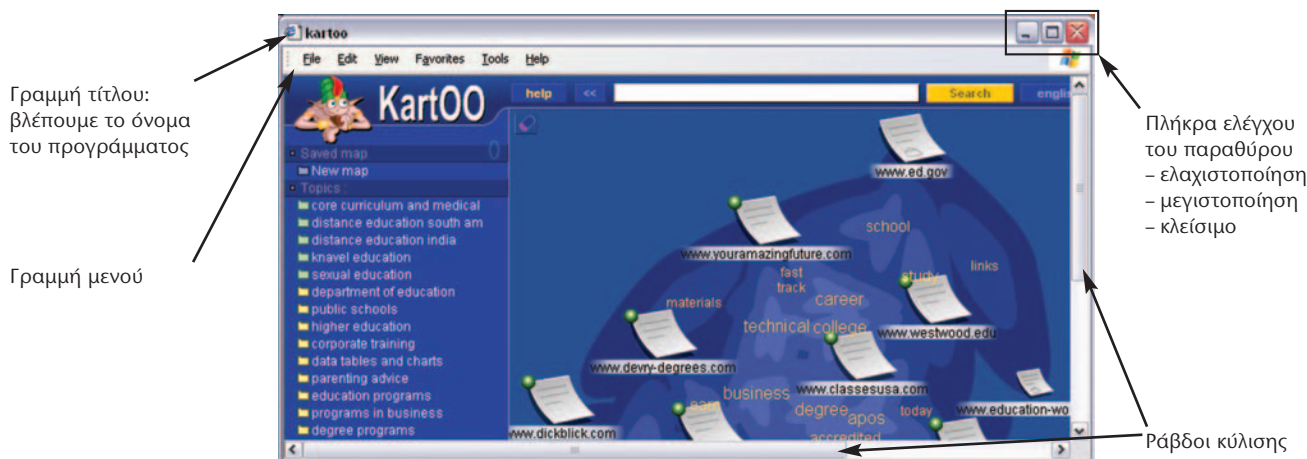 kartoo
File Edit View Favorites Tools Help
Γραμμή τίτλου:
βλέπουμε το όνομα
του προγράμματος
Γραμμή μενού
KartOO
help << Search englis
Saved map 0
New map
Topics :
core curriculum and medical
distance education south am
distance education india
knavel education
sexual education
department of education
public schools
higher education
corporate training
data tables and charts
parenting advice
education programs
programs in business
degree programs
www.ed.gov
school
www.youramazingfuture.com
fast
track
links
study
materials
career
technical college
www.westwood.edu
www.devry-degrees.com
www.classesusa.com
business
degree
apos
today
www.education-wo
earn
accredited
www.dickblick.com
Πλήκρα ελέγχου
του παραθύρου
– ελαχιστοποίηση
– μεγιστοποίηση
– κλείσιμο
Ράβδοι κύλισης